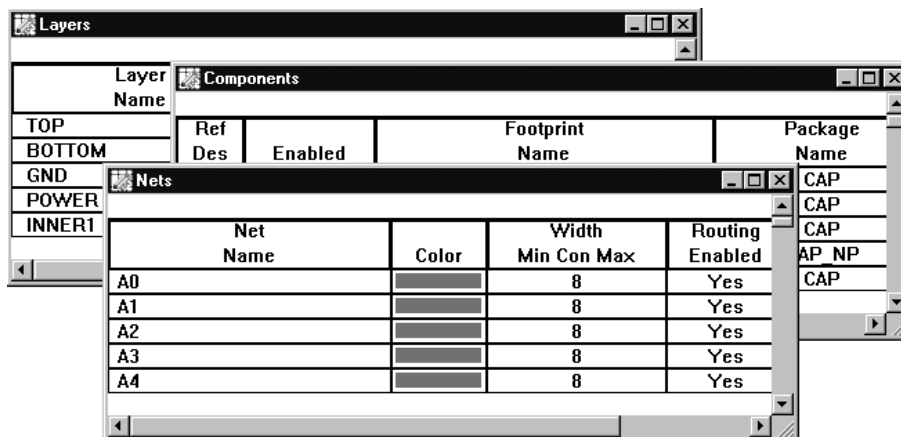 Layers
Layer
Name
TOP
BOTTOM
GND
POWER
INNER1
Components
Ref Footprint Package
Des Enabled Name Name
CAP
CAP
CAP
AP_NP
CAP
Nets
Net Width Routing
Name Color Min Con Max Enabled
A0 8 Yes
A1 8 Yes
A2 8 Yes
A3 8 Yes
A4 8 Yes